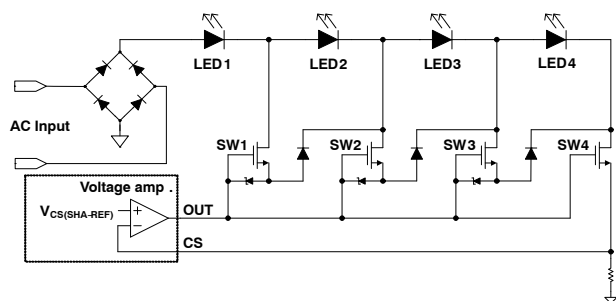 LED1
LED2
LED3
LED4
AC Input
SW1
SW2
SW3
SW4
Voltage amp .
VCS(SHA-REF)
+
−
OUT
CS